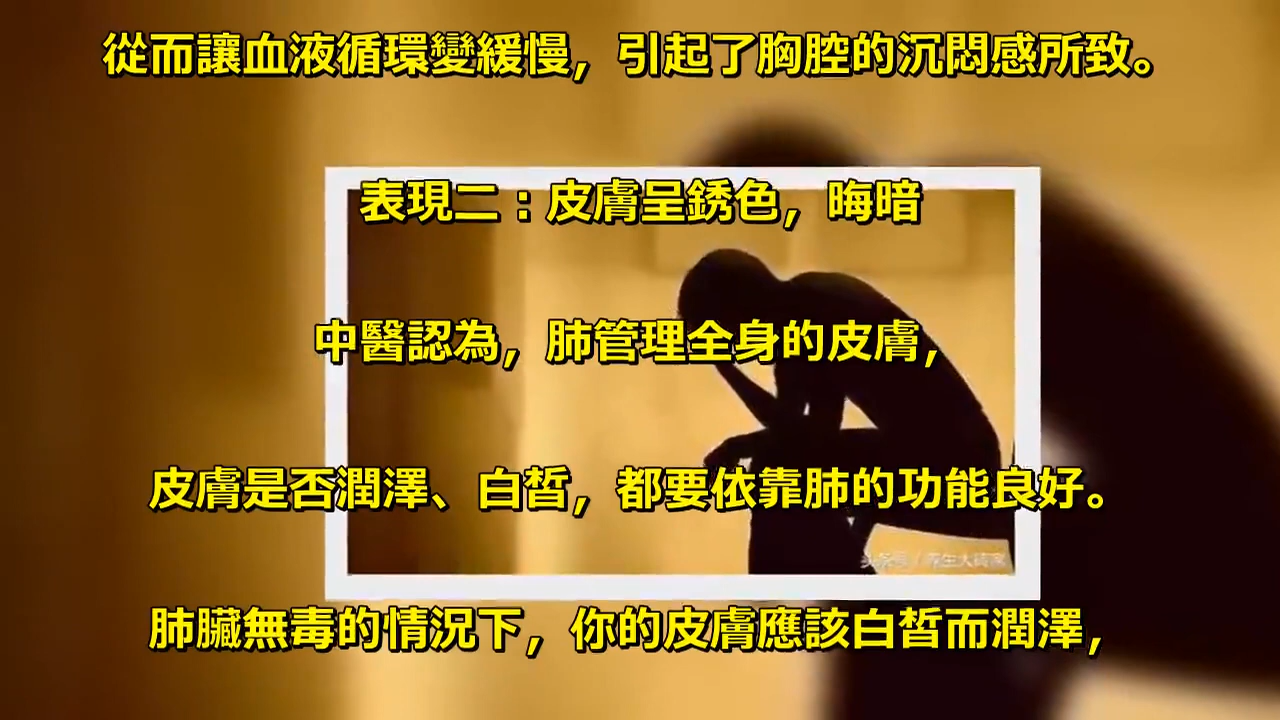 從而讓血液循環變緩慢，引起了胸腔的沉悶感所致。
表現二：皮膚呈銹色，晦暗
中醫認為，肺管理全身的皮膚，
皮膚是否潤澤、白皙，都要依靠肺的功能良好。
肺臟無毒的情況下，你的皮膚應該白皙而潤澤，